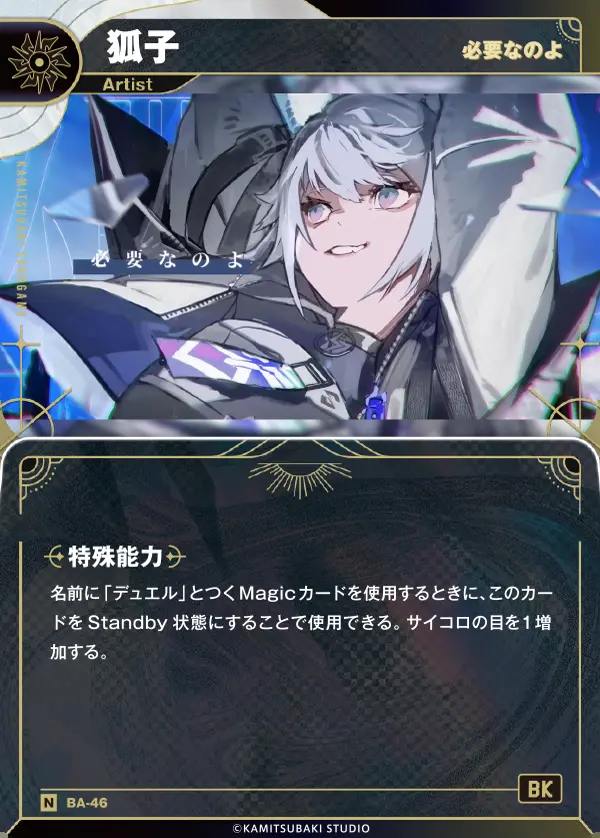 狐子
必要なのよ
Artist
KAMITSUBAKI CARD GAME
必要なのよ
特殊能力
名前に「デュエル」とつくMagicカードを使用するときに、このカー
ドをStandby状態にすることで使用できる。サイコロの目を1増
加する。
N BA-46
BK
©KAMITSUBAKI STUDIO